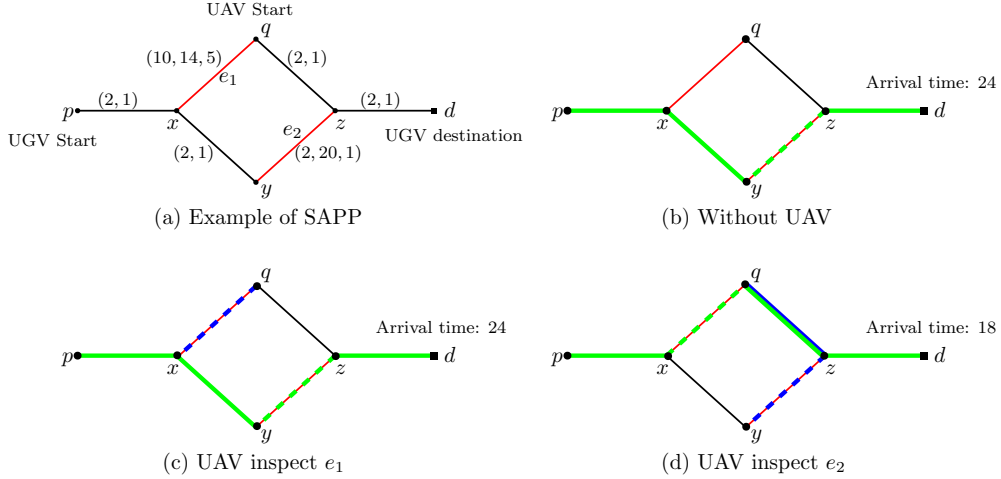 UAV Start
q
(10, 14, 5)
(2, 1)
e1
p
(2, 1)
(2, 1)
d
x
z
UGV Start
e2
UGV destination
(2, 1)
(2, 20, 1)
y
(a) Example of SAPP
q
Arrival time: 24
p
x
z
d
y
(b) Without UAV
q
Arrival time: 24
p
x
z
d
y
(c) UAV inspect e1
q
Arrival time: 18
p
x
z
d
y
(d) UAV inspect e2